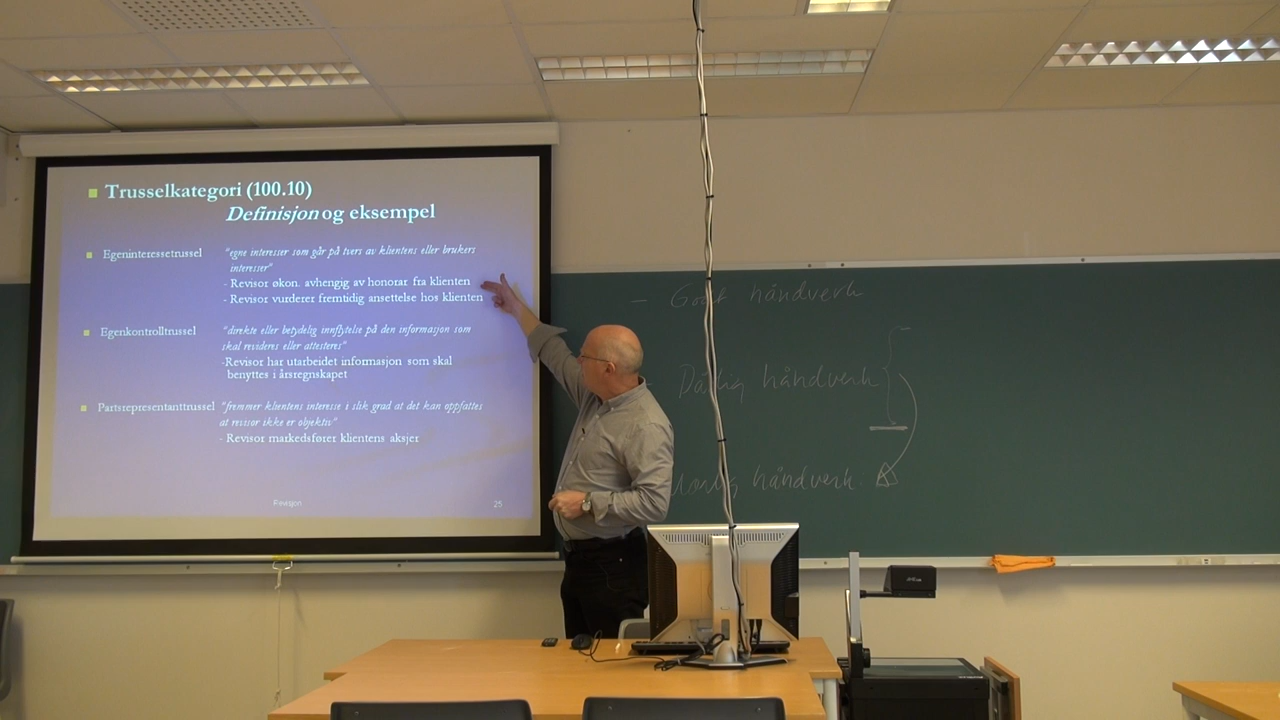 Trusselkategori (100.10)
Definisjon og eksempel
Egeninteressetrussel
"egne interesser som går på tvers av klientens eller brukers
interesser"
- Revisor økon. avhengig av honorar fra klienten
- Revisor vurderer fremtidig ansettelse hos klienten
Egenkontrolltrussel
"direkte eller betydelig innflytelse på den informasjon som
skal revideres eller attesteres"
-Revisor har utarbeidet informasjon som skal
benyttes i årsregnskapet
Partsrepresentanttrussel
"fremmer klientens interesse i slik grad at det kan oppfattes
at revisor ikke er objektiv"
- Revisor markedsfører klientens aksjer
Revisjon
25
- Godt håndverk
- Dårlig håndverk
håndverk